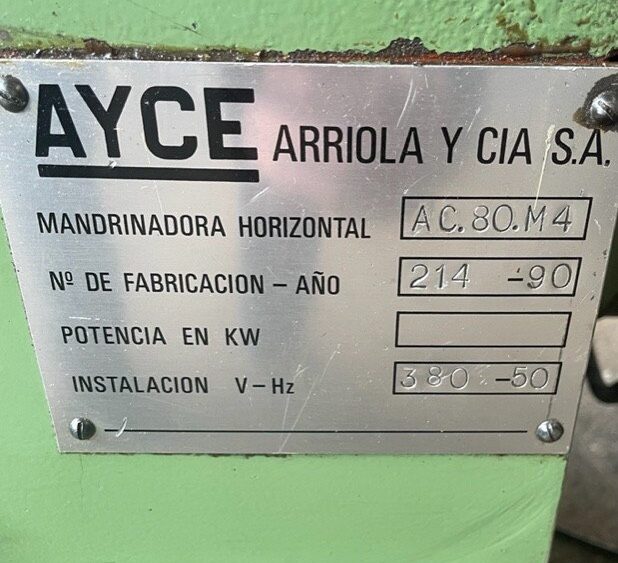 AYCE ARRIOLA Y CIA S.A.
MANDRINADORA HORIZONTAL AC.80.M4
Nº DE FABRICACION - AÑO 214 -90
POTENCIA EN KW
INSTALACION V-Hz 380 -50